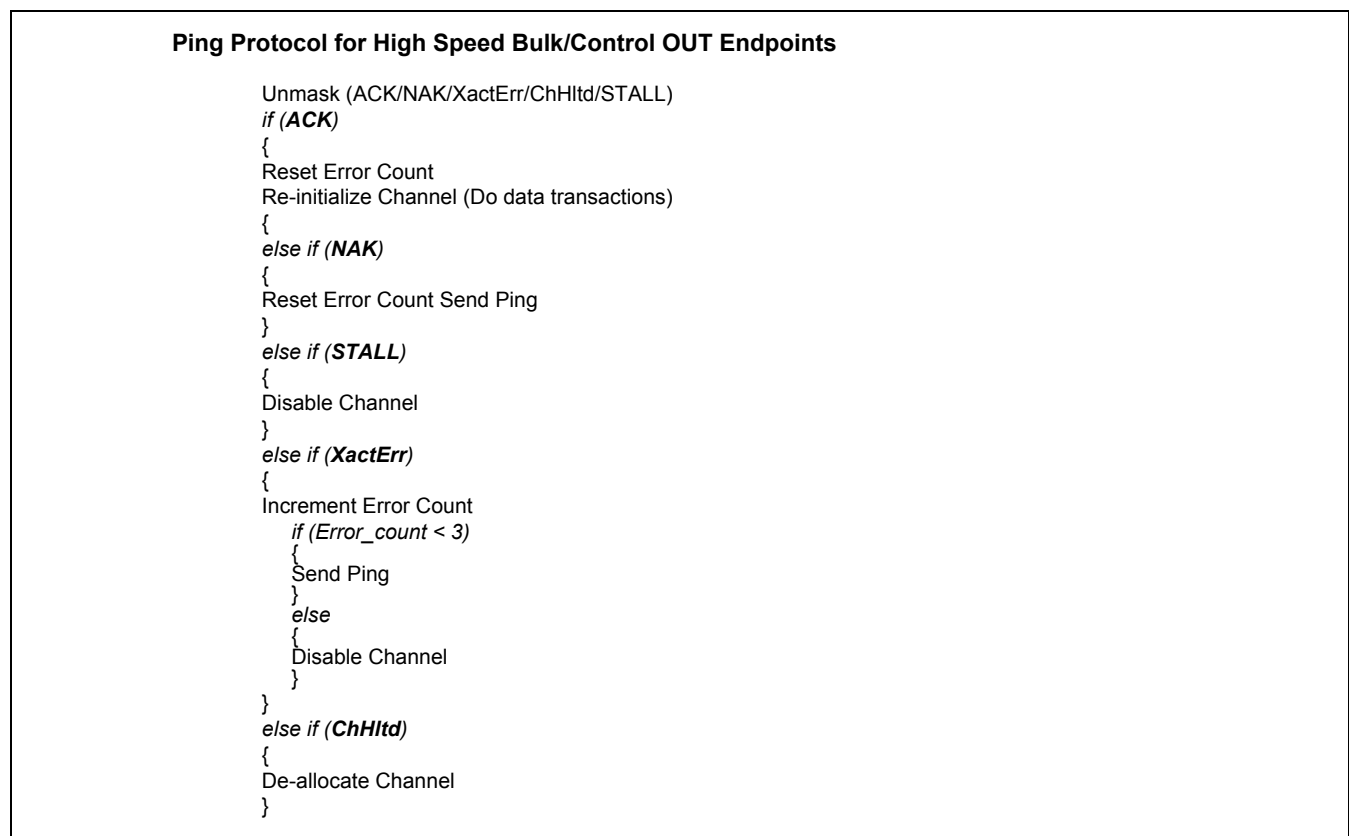 Ping Protocol for High Speed Bulk/Control OUT Endpoints
Unmask (ACK/NAK/XactErr/ChHltd/STALL)
if (ACK)
{
Reset Error Count
Re-initialize Channel (Do data transactions)
{
else if (NAK)
{
Reset Error Count Send Ping
}
else if (STALL)
{
Disable Channel
}
else if (XactErr)
{
Increment Error Count
if (Error_count < 3)
{
Send Ping
}
else
{
Disable Channel
}
}
else if (ChHltd)
{
De-allocate Channel
}